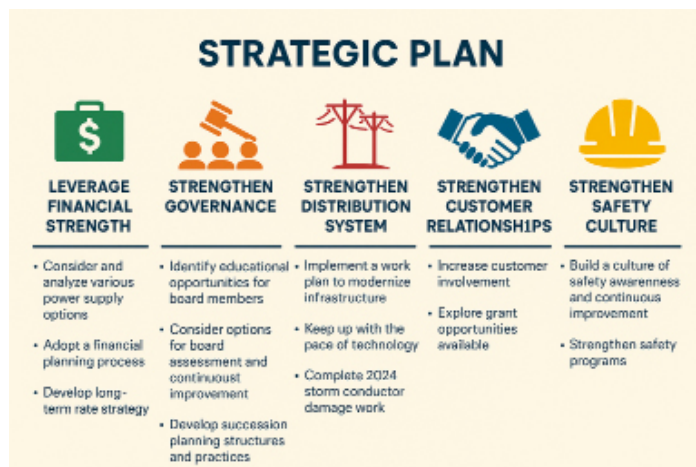 STRATEGIC PLAN
$
LEVERAGE
FINANCIAL
STRENGTH
• Consider and
analyze various
power supply
options
• Adopt a financial
planning process
• Develop long-
term rate strategy
STRENGTHEN
GOVERNANCE
• Identify educational
opportunities for
board members
• Consider options
for board
assessment and
continuoust
improvement
• Develop succession
planning structures
and practices
STRENGTHEN
DISTRIBUTION
SYSTEM
• Implement a work
plan to modernize
infrastructure
• Keep up with the
pace of technology
• Complete 2024
storm conductor
damage work
STRENGTHEN
CUSTOMER
RELATIONSH1PS
• Increase customer
involvement
• Explore grant
opportunities
available
STRENGTHEN
SAFETY
CULTURE
• Build a culture of
safety awareness
and continuous
improvement
• Strengthen safety
programs